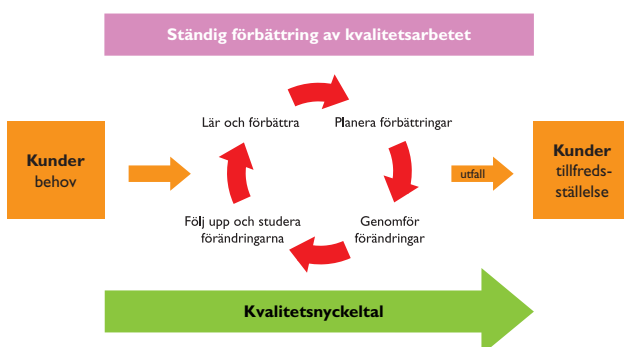 Ständig förbättring av kvalitetsarbetet
Lär och förbättra
Planera förbättringar
Kunder
behov
utfall
Kunder
tillfreds-
ställelse
Följ upp och studera
förändringarna
Genomför
förändringar
Kvalitetsnyckeltal